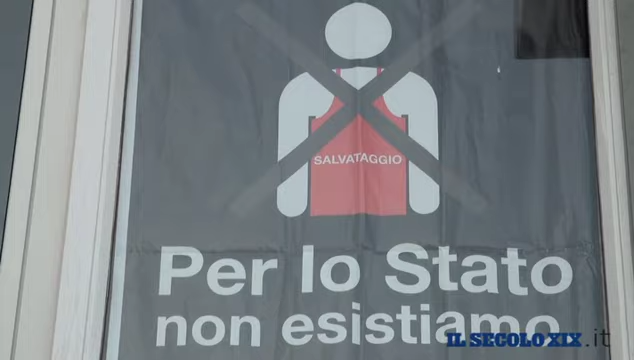 SALVATAGGIO
Per lo Stato
non esistiamo
IL SECOLO XIX.it